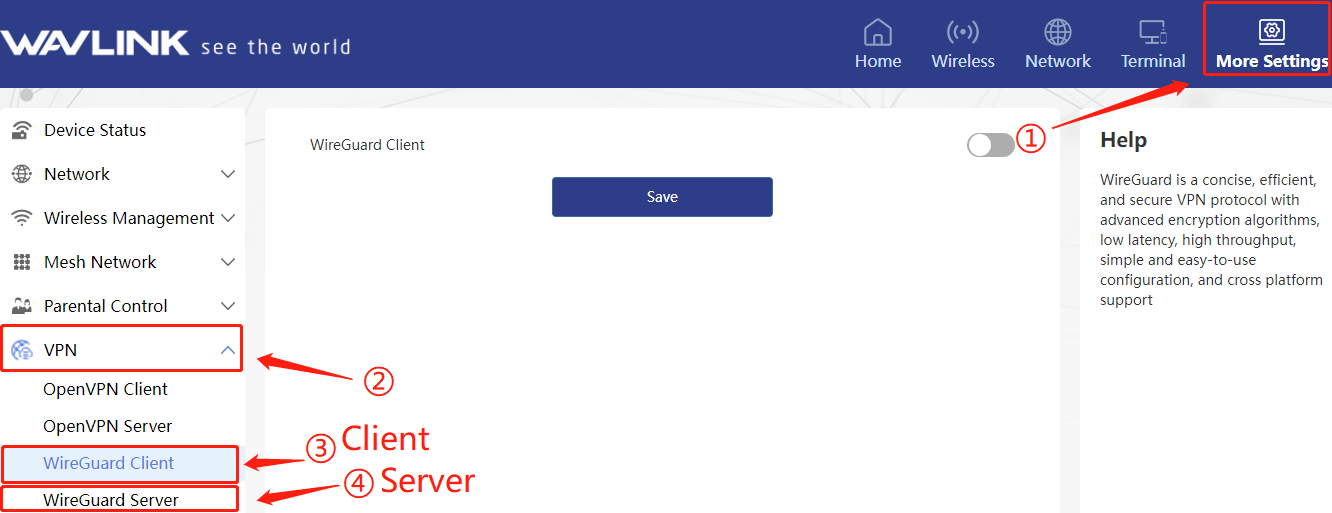 WAVLINK see the world
Home
Wireless
Network
Terminal
More Settings
①
Device Status
Network
Wireless Management
Mesh Network
Parental Control
VPN
②
OpenVPN Client
OpenVPN Server
WireGuard Client
③ Client
WireGuard Server
④ Server
WireGuard Client
Save
Help
WireGuard is a concise, efficient,
and secure VPN protocol with
advanced encryption algorithms,
low latency, high throughput,
simple and easy-to-use
configuration, and cross platform
support